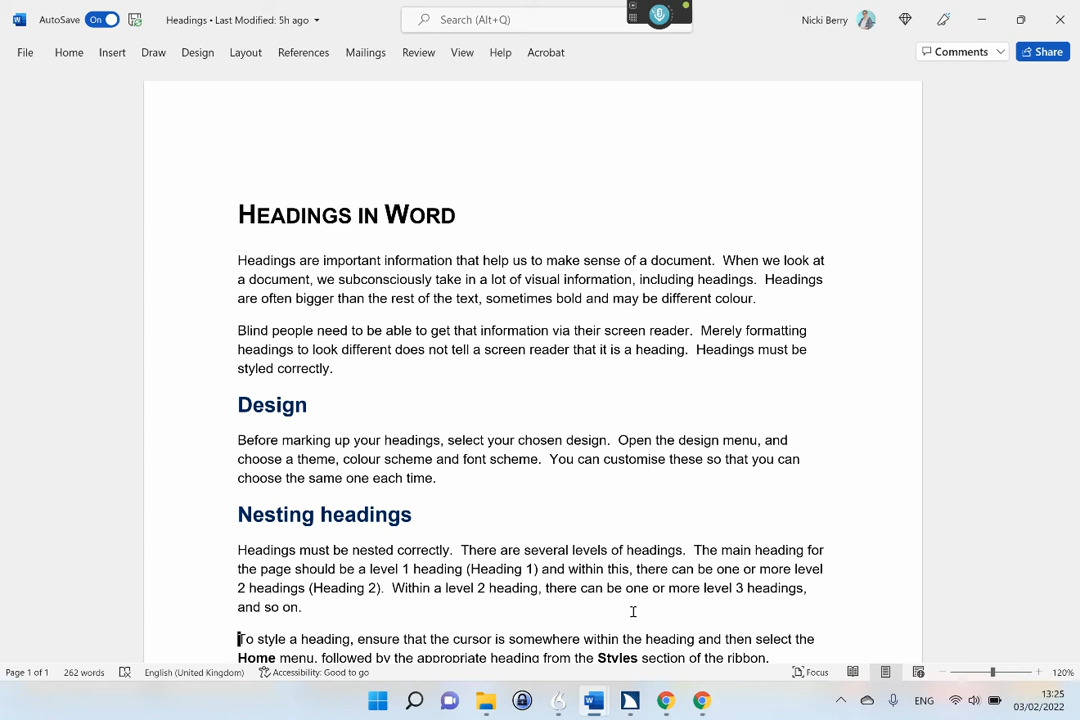 AutoSave On Headings • Last Modified: 5h ago Search (Alt+Q) Nicki Berry
File Home Insert Draw Design Layout References Mailings Review View Help Acrobat Comments Share
HEADINGS IN WORD
Headings are important information that help us to make sense of a document. When we look at
a document, we subconsciously take in a lot of visual information, including headings. Headings
are often bigger than the rest of the text, sometimes bold and may be different colour.
Blind people need to be able to get that information via their screen reader. Merely formatting
headings to look different does not tell a screen reader that it is a heading. Headings must be
styled correctly.
Design
Before marking up your headings, select your chosen design. Open the design menu, and
choose a theme, colour scheme and font scheme. You can customise these so that you can
choose the same one each time.
Nesting headings
Headings must be nested correctly. There are several levels of headings. The main heading for
the page should be a level 1 heading (Heading 1) and within this, there can be one or more level
2 headings (Heading 2). Within a level 2 heading, there can be one or more level 3 headings,
and so on.
To style a heading, ensure that the cursor is somewhere within the heading and then select the
Home menu, followed by the appropriate heading from the Styles section of the ribbon.
Page 1 of 1 262 words English (United Kingdom) Accessibility: Good to go Focus 120%
ENG 13:25
03/02/2022